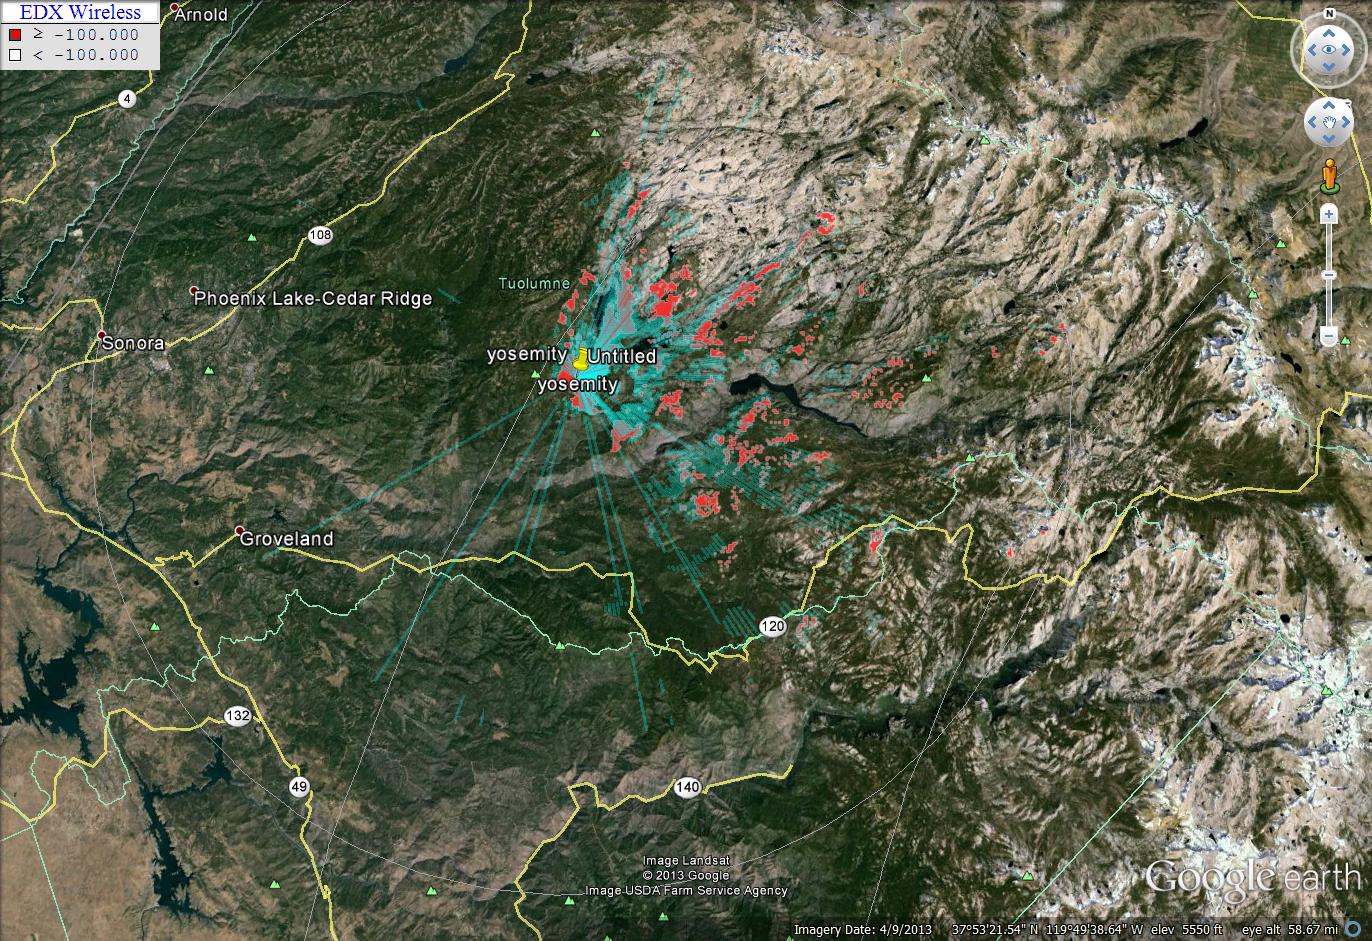 EDX Wireless
≥ -100.000
< -100.000
Arnold
N
4
108
Tuolumne
Phoenix Lake-Cedar Ridge
Sonora
yosemity
Untitled
yosemity
Groveland
120
132
49
140
Image Landsat
© 2013 Google
Image USDA Farm Service Agency
Google earth
Imagery Date: 4/9/2013 37°53'21.54" N 119°49'38.64" W elev 5550 ft eye alt 58.67 mi